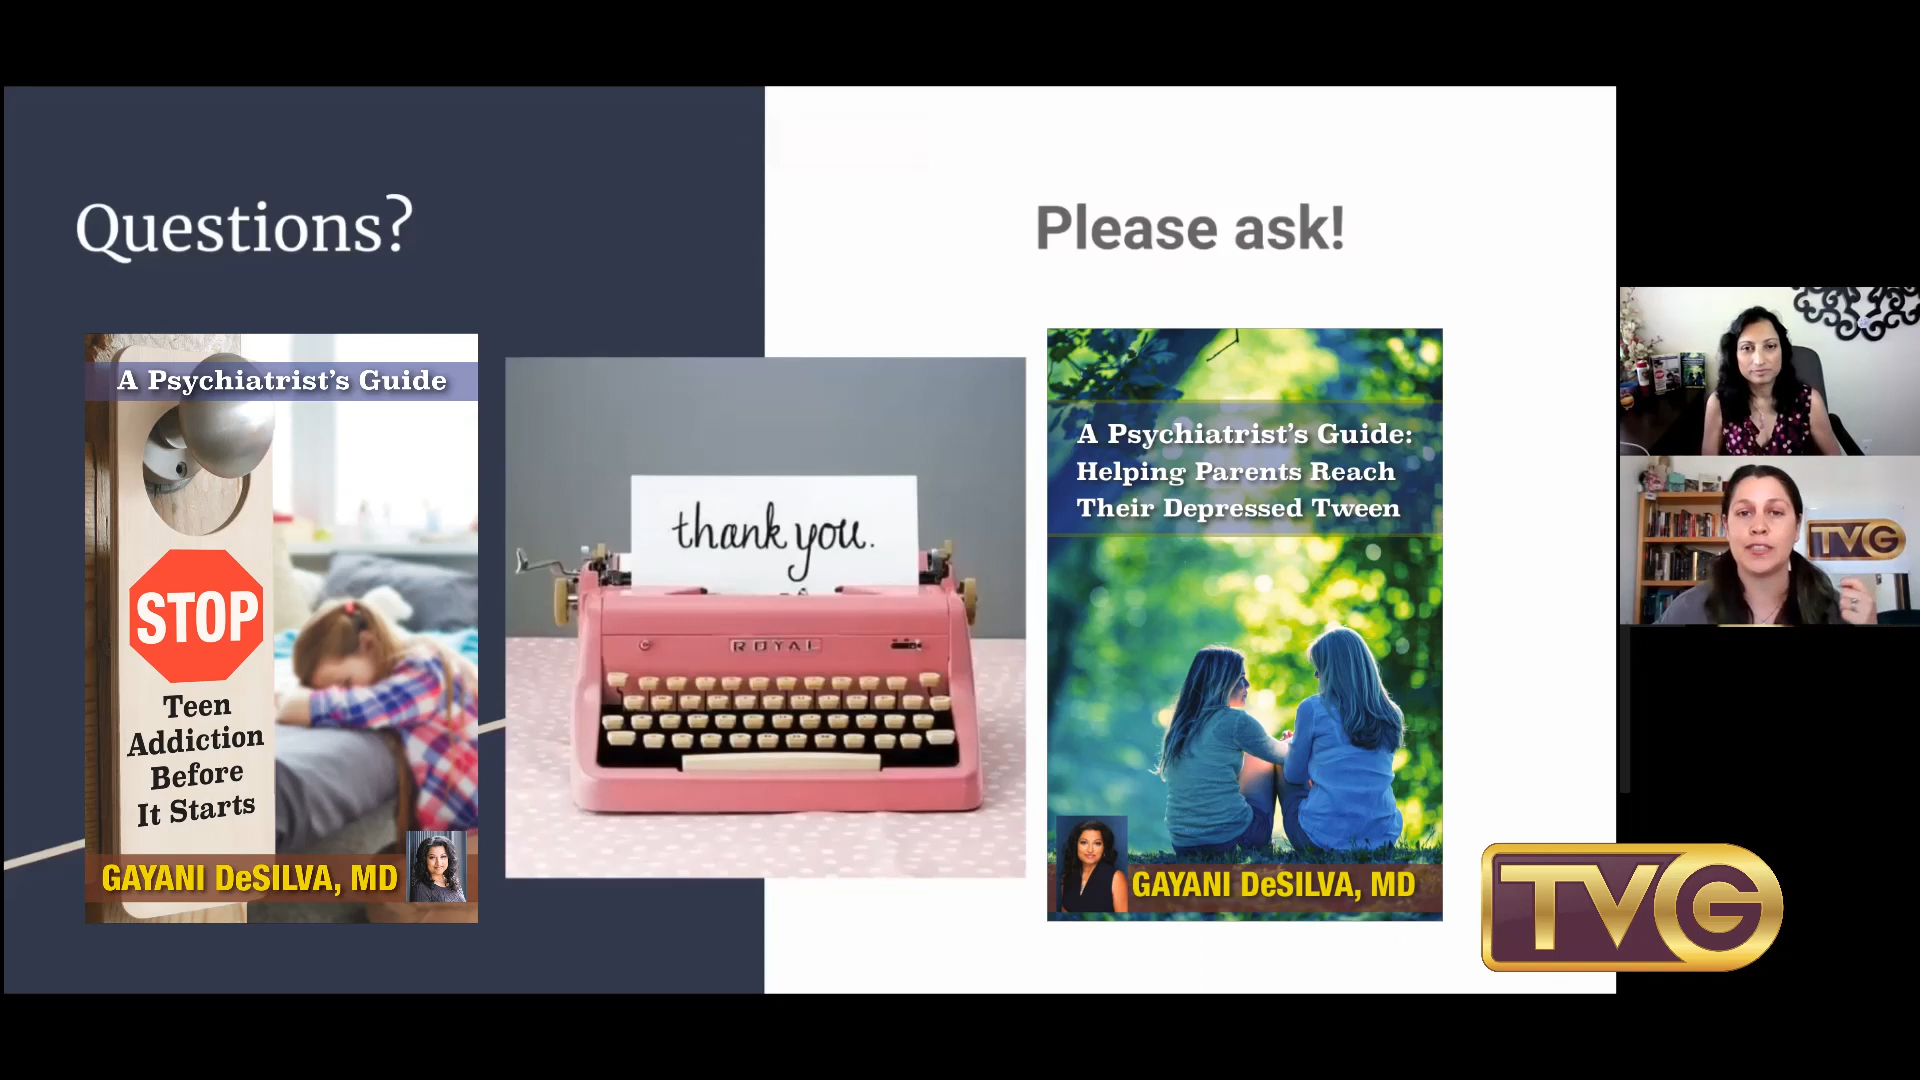 Questions?
Please ask!
A Psychiatrist's Guide
STOP
Teen
Addiction
Before
It Starts
GAYANI DeSILVA, MD
thank you.
ROYAL
A Psychiatrist's Guide:
Helping Parents Reach
Their Depressed Tween
GAYANI DeSILVA, MD
TVG
TVG